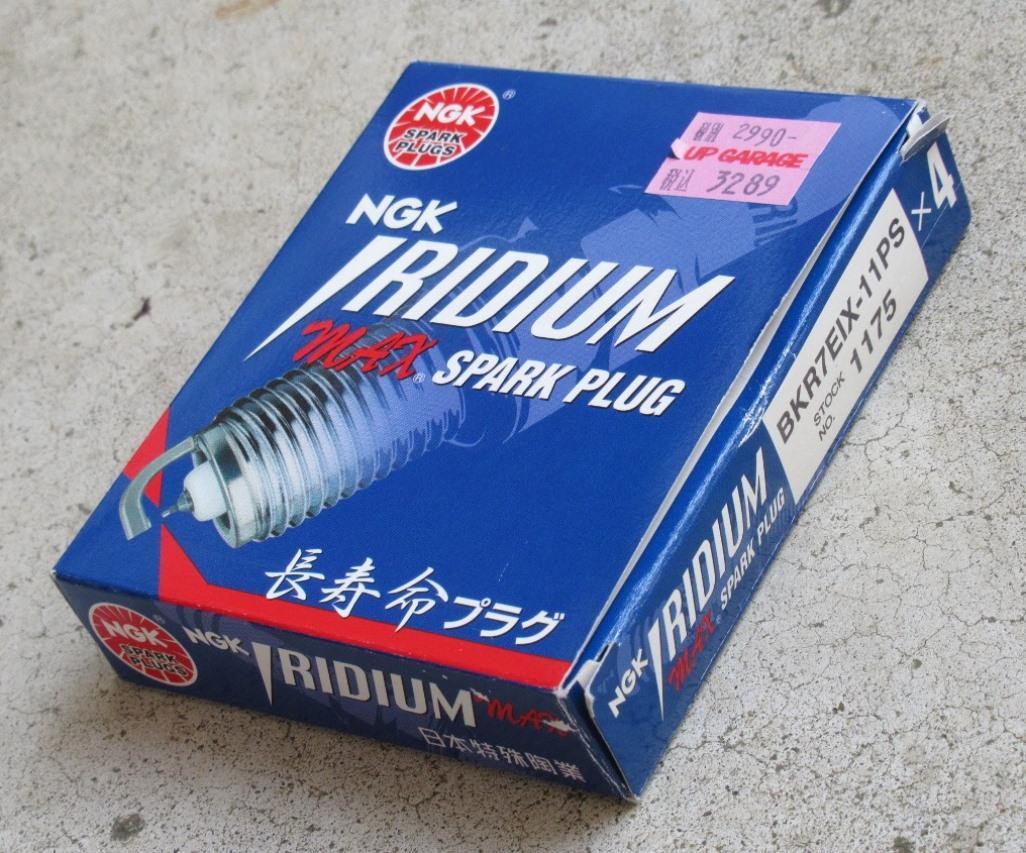 NGK
SPARK
PLUGS
®
税別 2990-
UP GARAGE
税込 3289
NGK
IRIDIUM
MAX® SPARK PLUG
長寿命プラグ
NGK
SPARK
PLUGS
®
NGK IRIDIUM MAX
日本特殊陶業
NGK IRIDIUM
MAX® SPARK PLUG
BKR7EIX-11PS
STOCK NO. 1175
×4